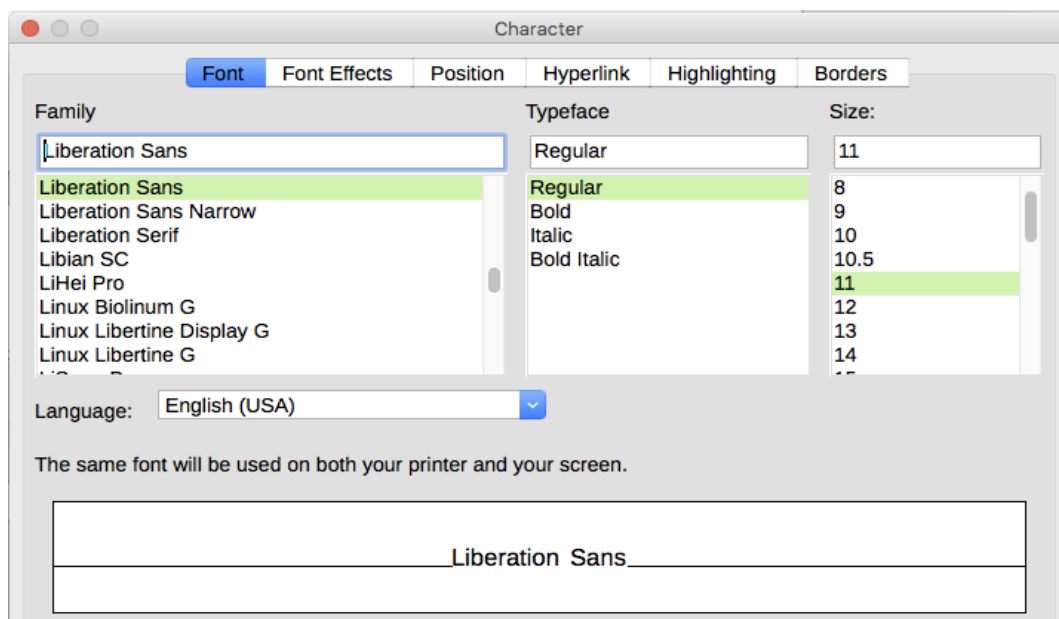 Character
Font Font Effects Position Hyperlink Highlighting Borders
Family Typeface Size:
Liberation Sans Regular 11
Liberation Sans Regular 8
Liberation Sans Narrow Bold 9
Liberation Serif Italic 10
Libian SC Bold Italic 10.5
LiHei Pro 11
Linux Biolinum G 12
Linux Libertine Display G 13
Linux Libertine G 14
Language: English (USA)
The same font will be used on both your printer and your screen.
Liberation Sans